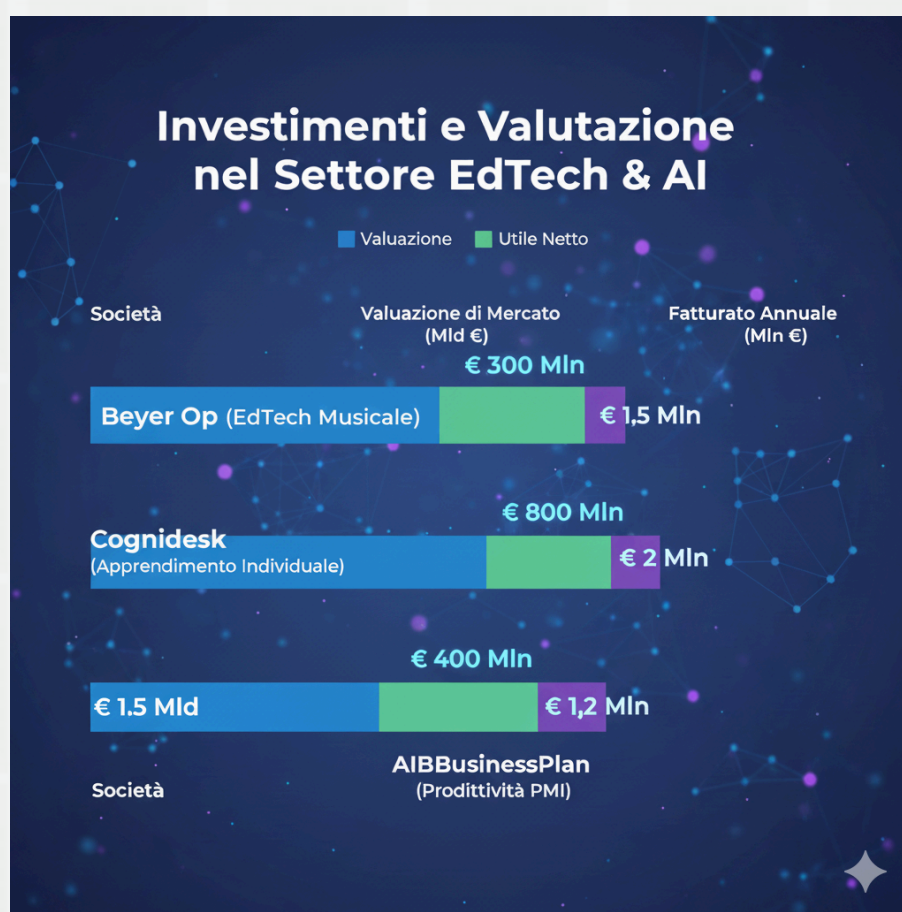 Investimenti e Valutazione
nel Settore EdTech & AI
Valuazione Utile Netto
Società
Valuazione di Mercato
(Mld €)
Fatturato Annuale
(Mln €)
€ 300 Mln
Beyer Op (EdTech Musicale)
€ 1,5 Mln
€ 800 Mln
Cognidesk
(Apprendimento Individuale)
€ 2 Mln
€ 400 Mln
€ 1.5 Mld
€ 1,2 Mln
AIBBusinessPlan
(Prodittività PMI)
Società